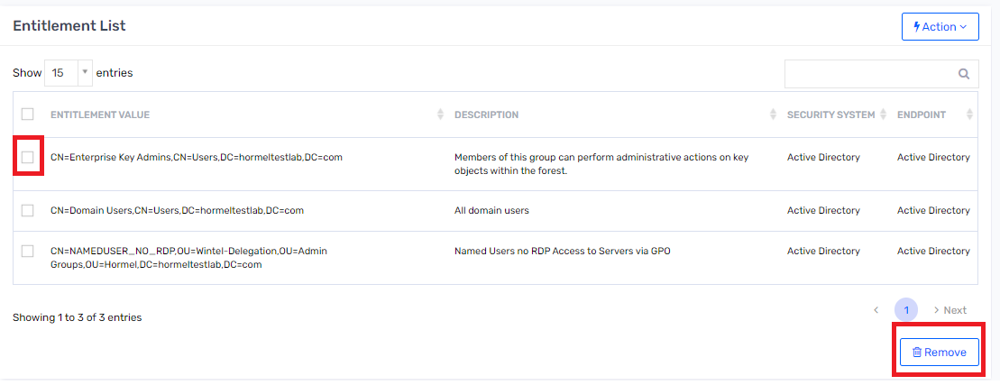 Entitlement List
Action
Show 15 entries
ENTITLEMENT VALUE DESCRIPTION SECURITY SYSTEM ENDPOINT
CN=Enterprise Key Admins,CN=Users,DC=hormeltestlab,DC=com Members of this group can perform administrative actions on key Active Directory Active Directory
objects within the forest.
CN=Domain Users,CN=Users,DC=hormeltestlab,DC=com All domain users Active Directory Active Directory
CN=NAMEDUSER_NO_RDP,OU=Wintel-Delegation,OU=Admin Named Users no RDP Access to Servers via GPO Active Directory Active Directory
Groups,OU=Hormel,DC=hormeltestlab,DC=com
Showing 1 to 3 of 3 entries
1 Next
Remove